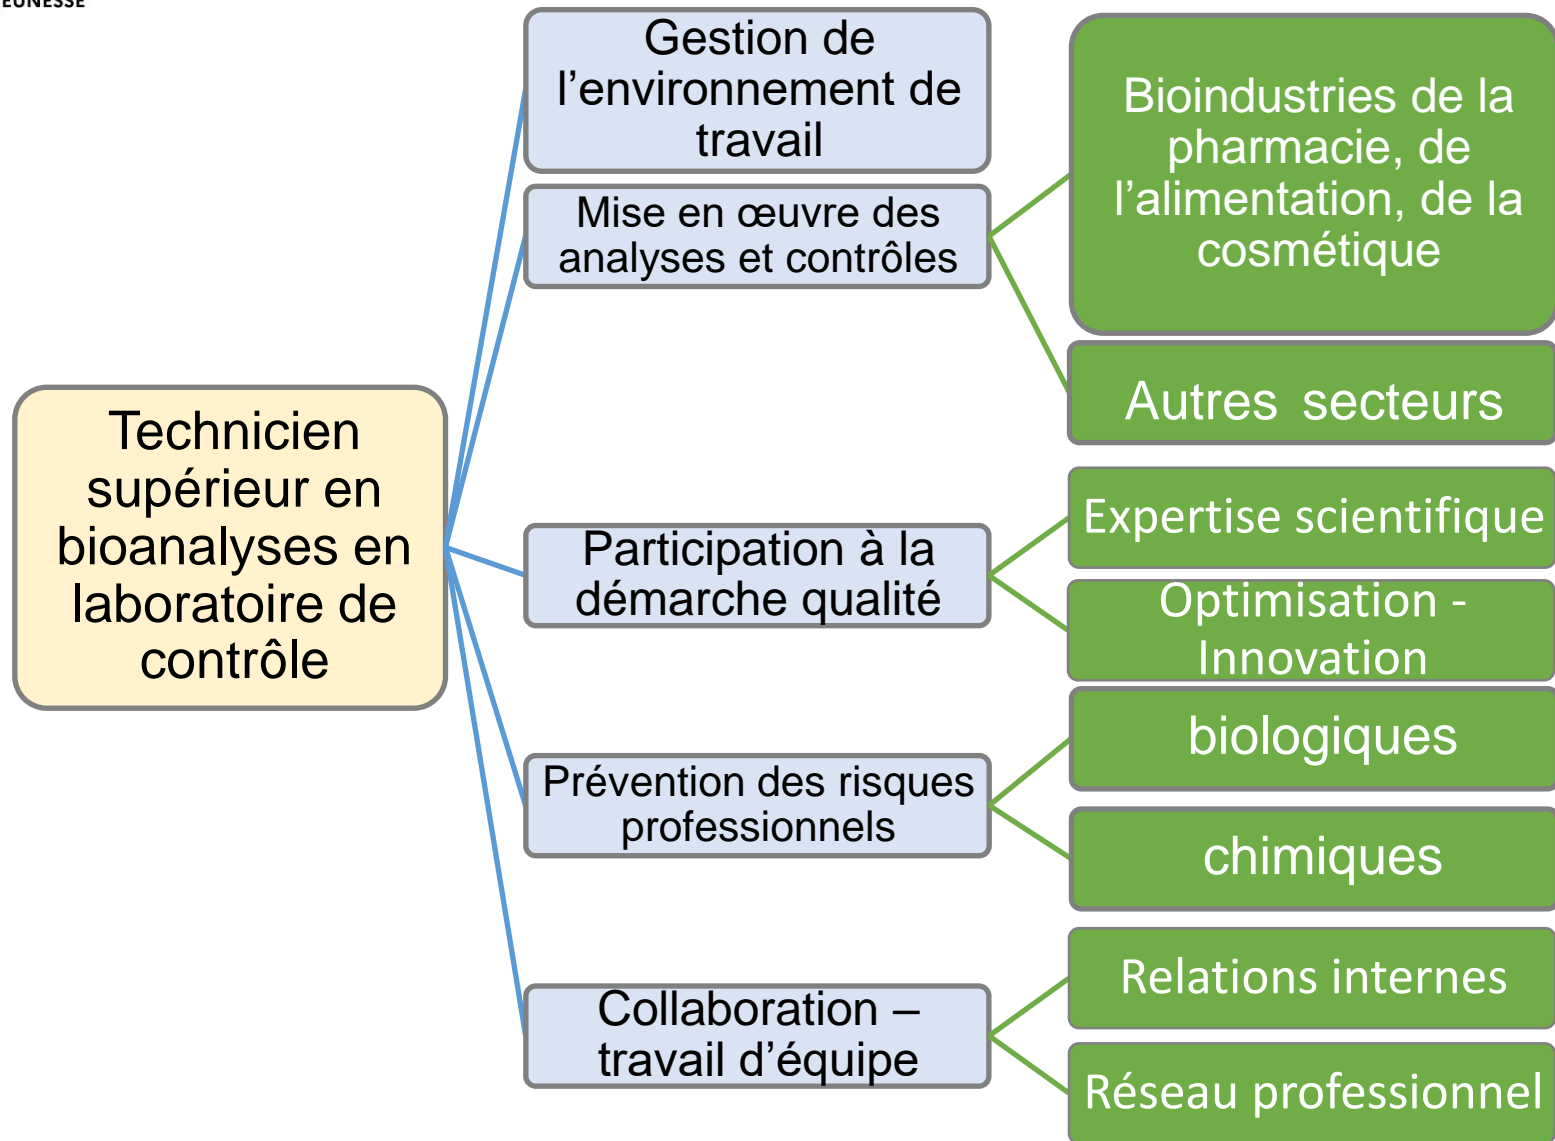 Gestion de
l’environnement de
travail
Mise en œuvre des
analyses et contrôles
Bioindustries de la
pharmacie, de
l’alimentation, de la
cosmétique
Autres secteurs
Technicien
supérieur en
bioanalyses en
laboratoire de
contrôle
Participation à la
démarche qualité
Expertise scientifique
Optimisation -
Innovation
Prévention des risques
professionnels
biologiques
chimiques
Collaboration –
travail d’équipe
Relations internes
Réseau professionnel